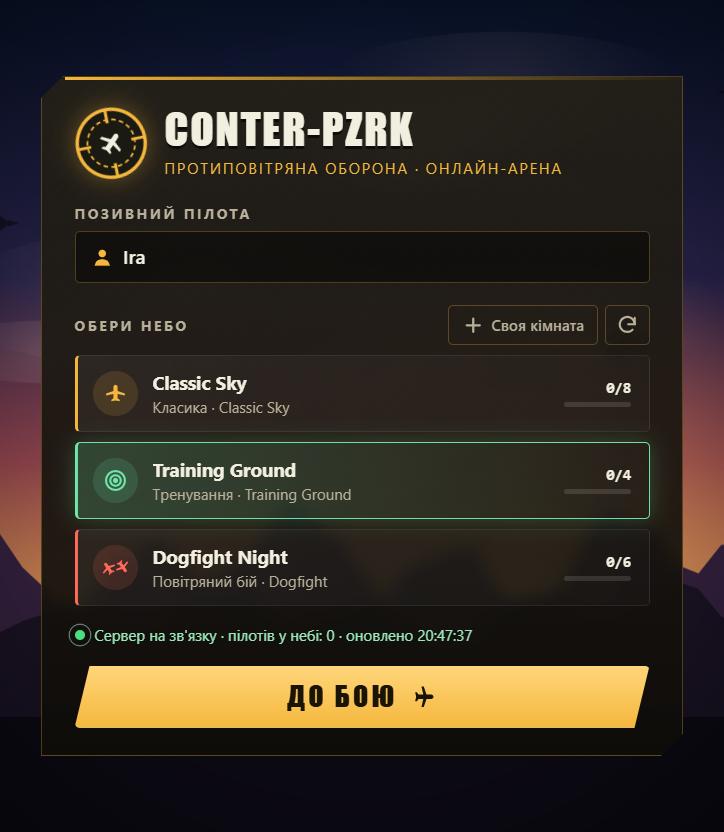 CONTER-PZRK
ПРОТИПОВІТРЯНА ОБОРОНА · ОНЛАЙН-АРЕНА
ПОЗИВНИЙ ПІЛОТА
Ira
ОБЕРИ НЕБО
Своя кімната
Classic Sky
0/8
Класика · Classic Sky
Training Ground
0/4
Тренування · Training Ground
Dogfight Night
0/6
Повітряний бій · Dogfight
Сервер на зв'язку · пілотів у небі: 0 · оновлено 20:47:37
ДО БОЮ